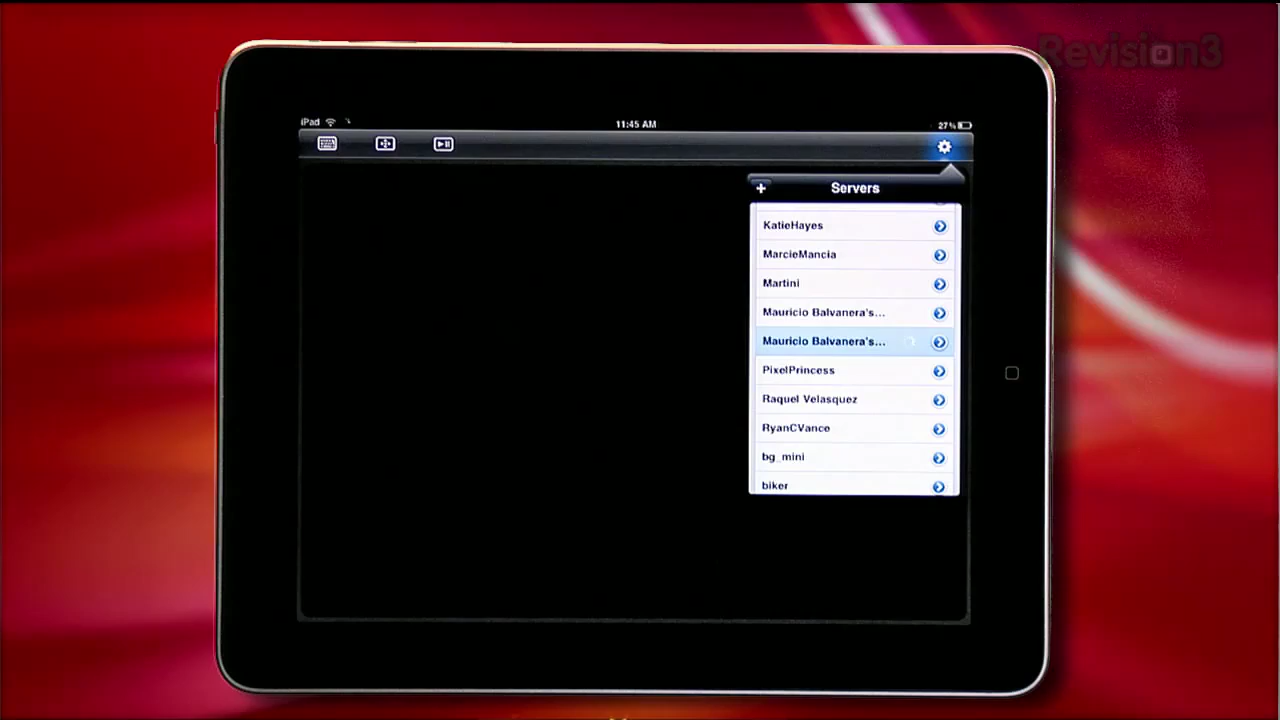 Revision3
iPad
11:45 AM
27%
+ Servers
KatieHayes
MarcieMancia
Martini
Mauricio Balvanera's...
Mauricio Balvanera's...
PixelPrincess
Raquel Velasquez
RyanCVance
bg_mini
biker